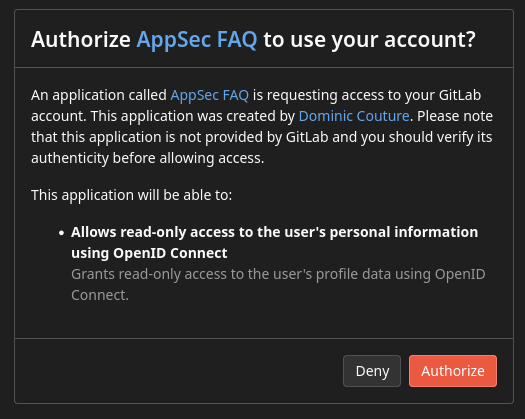 Authorize AppSec FAQ to use your account?
An application called AppSec FAQ is requesting access to your GitLab
account. This application was created by Dominic Couture. Please note
that this application is not provided by GitLab and you should verify its
authenticity before allowing access.
This application will be able to:
• Allows read-only access to the user's personal information
using OpenID Connect
Grants read-only access to the user's profile data using OpenID
Connect.
Deny Authorize